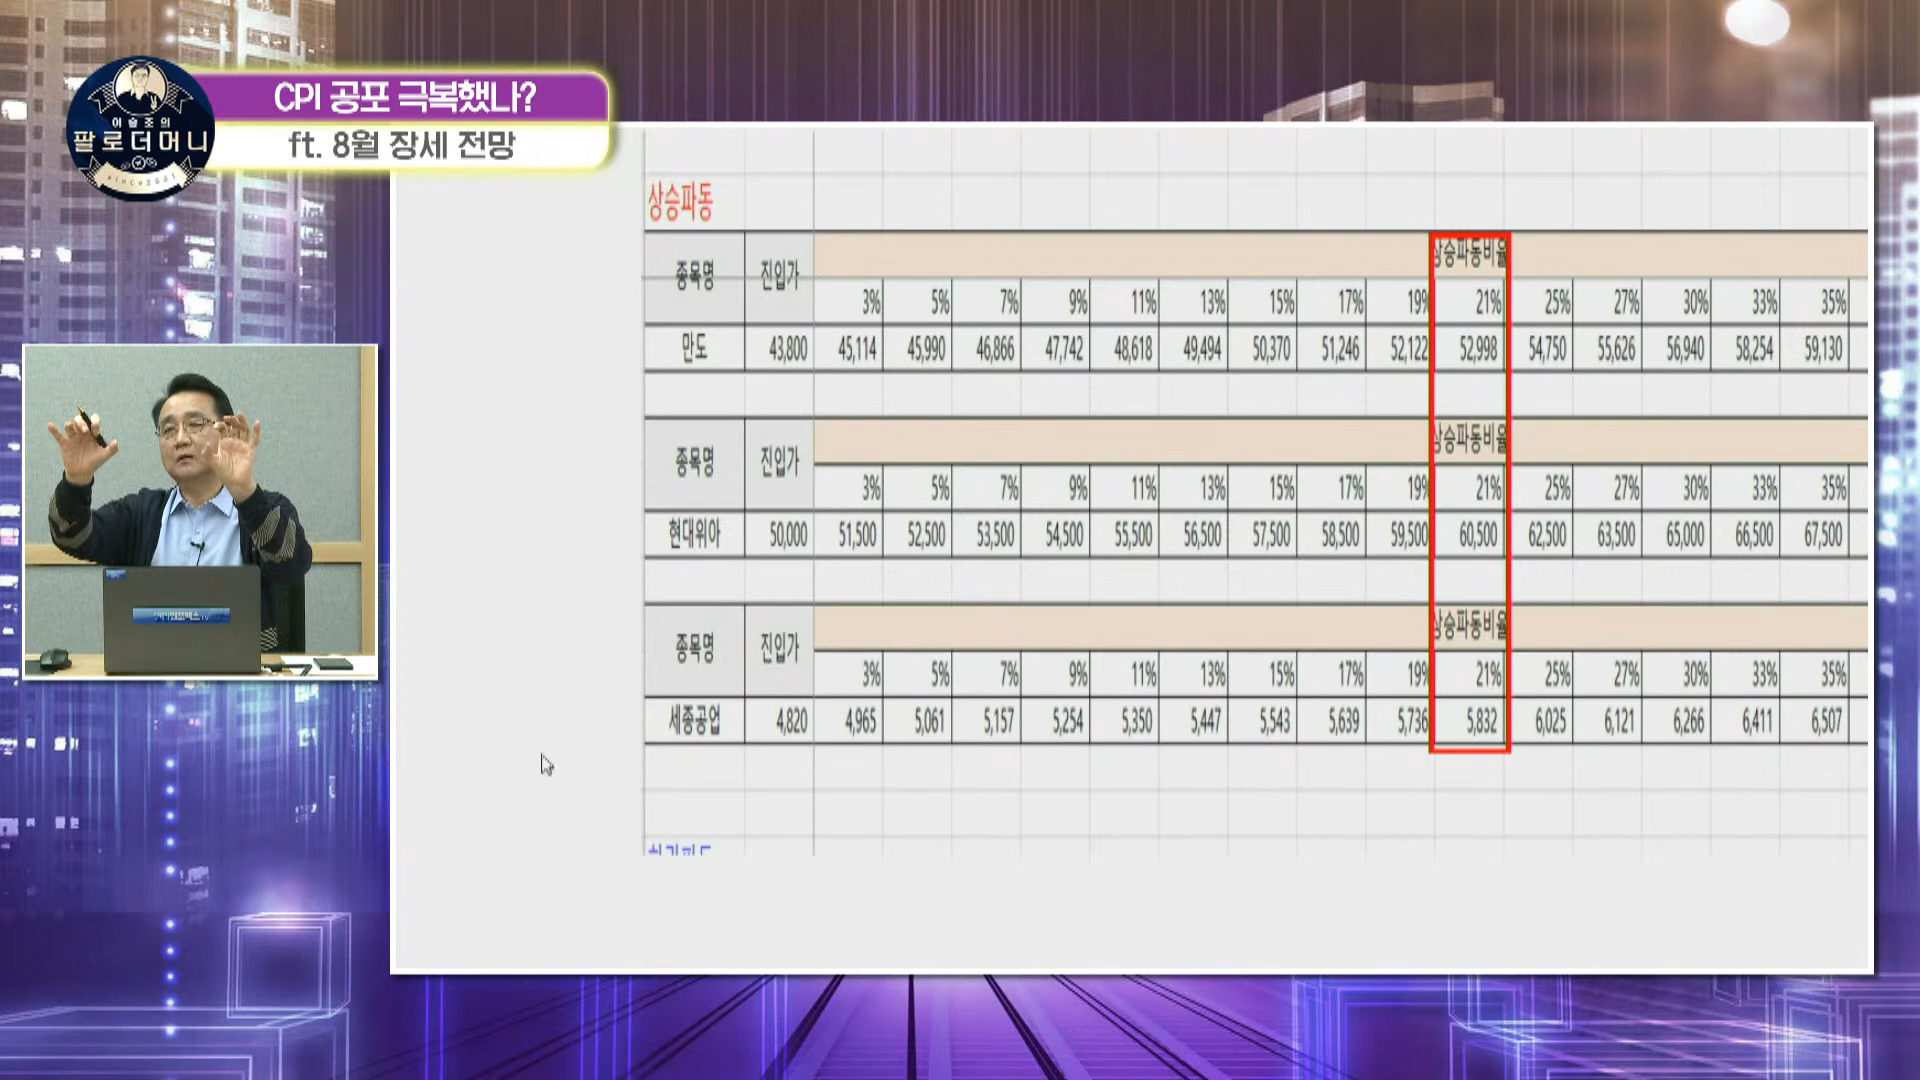 CPI 공포 극복했나?
ft. 8월 장세 전망
이승조의
팔로더머니
상승파동
종목명 진입가 상승파동비율
3% 5% 7% 9% 11% 13% 15% 17% 19% 21% 25% 27% 30% 33% 35%
만도 43,800 45,114 45,990 46,866 47,742 48,618 49,494 50,370 51,246 52,122 52,998 54,750 55,626 56,940 58,254 59,130
종목명 진입가 상승파동비율
3% 5% 7% 9% 11% 13% 15% 17% 19% 21% 25% 27% 30% 33% 35%
현대위아 50,000 51,500 52,500 53,500 54,500 55,500 56,500 57,500 58,500 59,500 60,500 62,500 63,500 65,000 66,500 67,500
종목명 진입가 상승파동비율
3% 5% 7% 9% 11% 13% 15% 17% 19% 21% 25% 27% 30% 33% 35%
세종공업 4,820 4,965 5,061 5,157 5,254 5,350 5,447 5,543 5,639 5,736 5,832 6,025 6,121 6,266 6,411 6,507